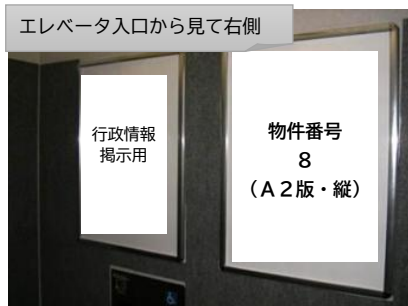 エレベータ入口から見て右側
行政情報
掲示用
物件番号
8
（A2版・縦）